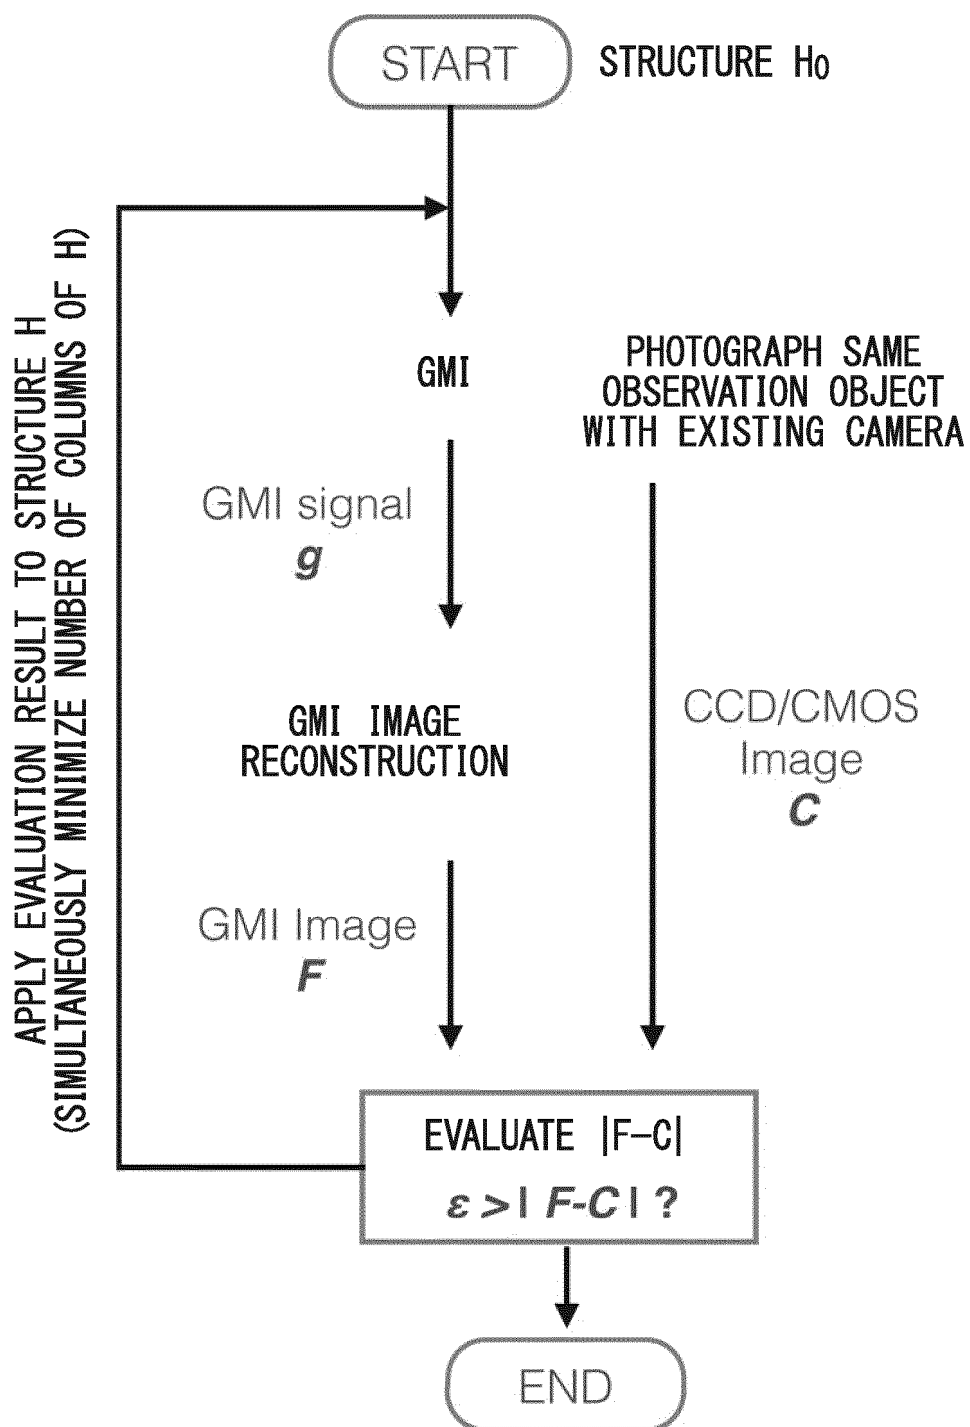 START
STRUCTURE H0
APPLY EVALUATION RESULT TO STRUCTURE H
(SIMULTANEOUSLY MINIMIZE NUMBER OF COLUMNS OF H)
GMI
PHOTOGRAPH SAME
OBSERVATION OBJECT
WITH EXISTING CAMERA
GMI signal
g
GMI IMAGE
RECONSTRUCTION
CCD/CMOS
Image
C
GMI Image
F
EVALUATE |F-C|
ε > | F-C | ?
END